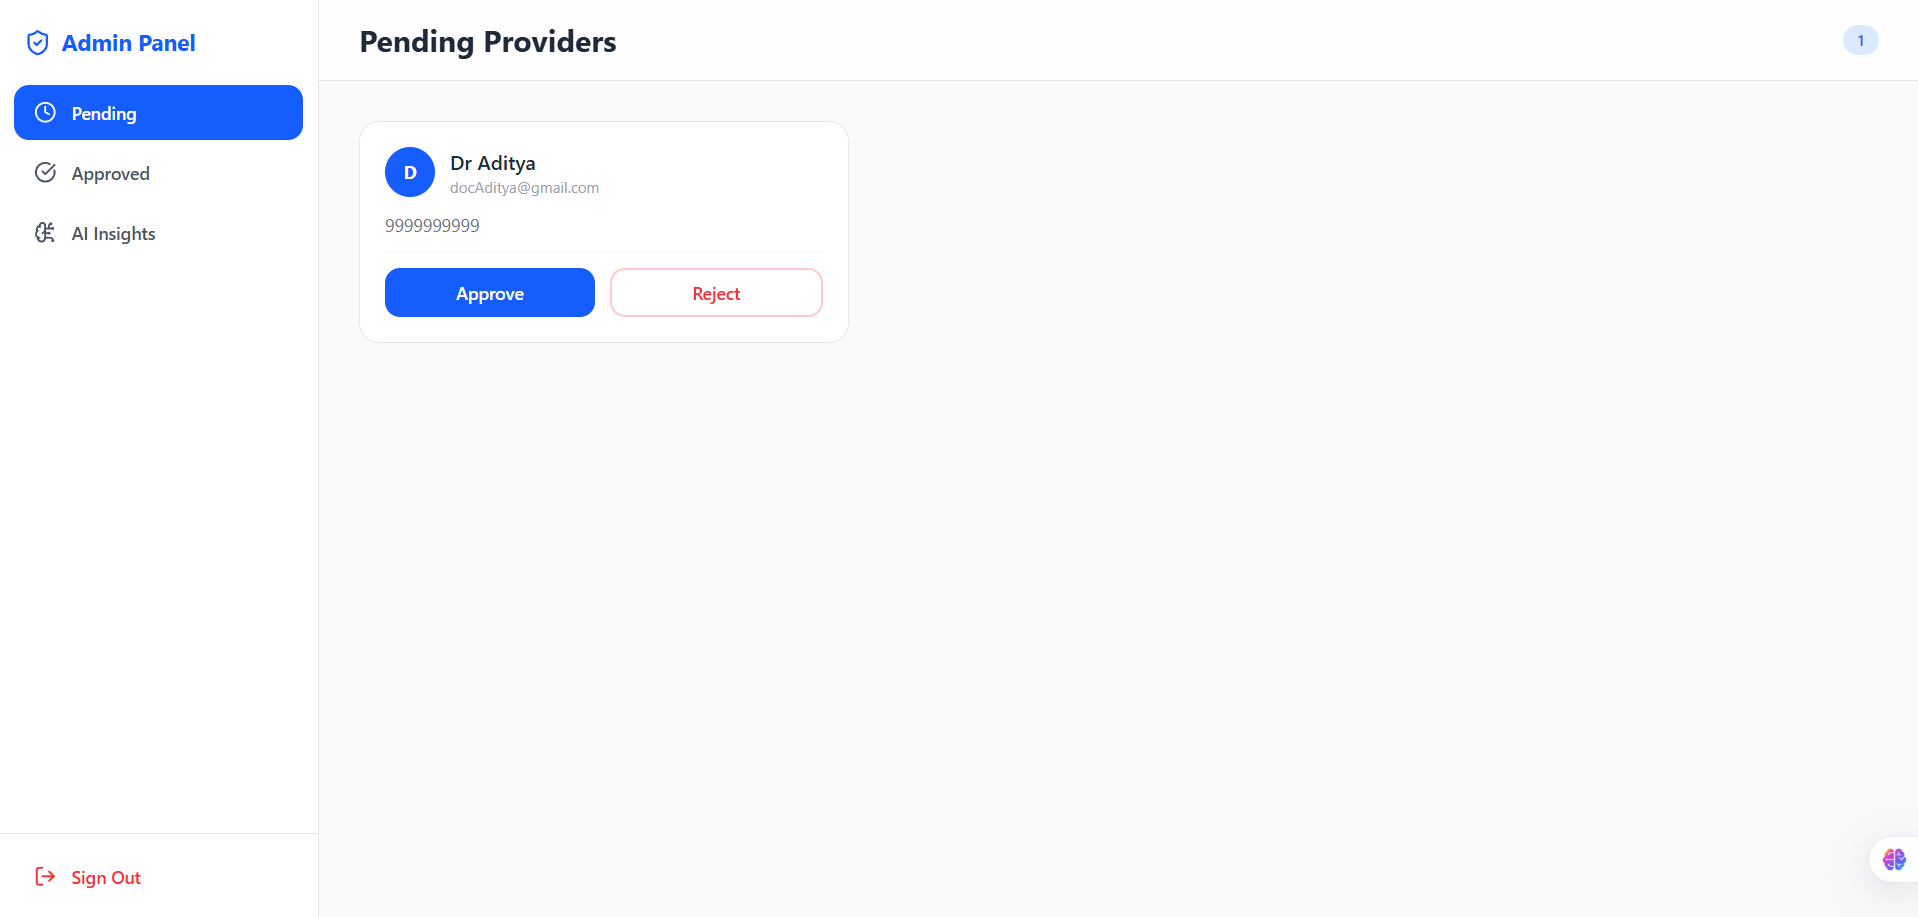 Admin Panel
Pending
Approved
AI Insights
Sign Out
Pending Providers
1
D
Dr Aditya
docAditya@gmail.com
9999999999
Approve
Reject